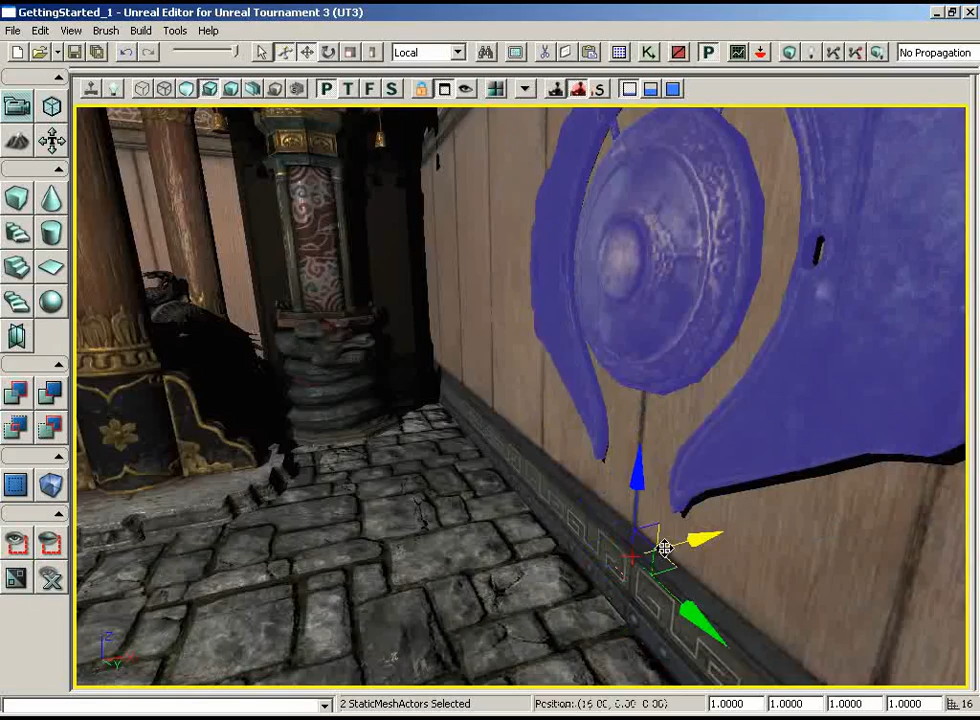 GettingStarted_1 - Unreal Editor for Unreal Tournament 3 (UT3)
File Edit View Brush Build Tools Help
Local
P
No Propagation
P T F S
S
Z
Y
2 StaticMeshActors Selected
1.0000 1.0000 1.0000 1.0000 16